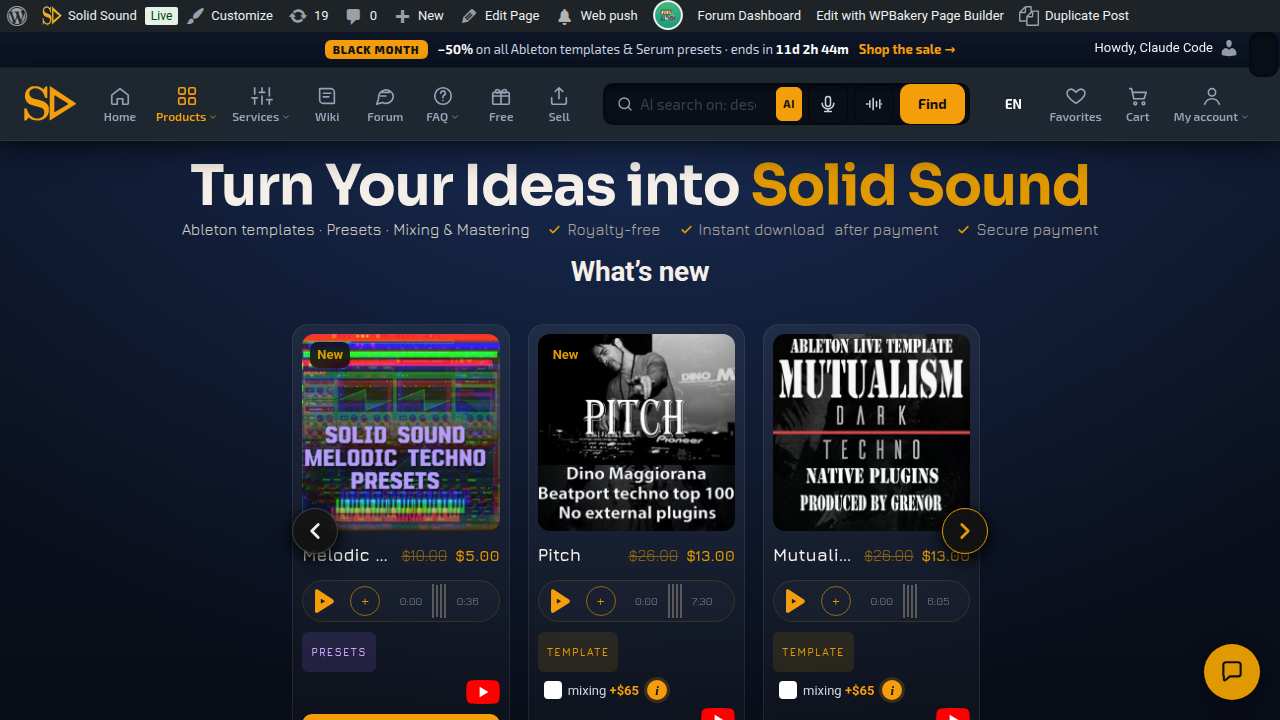 Solid Sound Live Customize 19 0 New Edit Page Web push Forum Dashboard Edit with WPBakery Page Builder Duplicate Post
BLACK MONTH –50% on all Ableton templates & Serum presets · ends in 11d 2h 44m Shop the sale →
Howdy, Claude Code
Home Products Services Wiki Forum FAQ Free Sell
AI search on: des AI Find
EN Favorites Cart My account
Turn Your Ideas into Solid Sound
Ableton templates · Presets · Mixing & Mastering Royalty-free Instant download after payment Secure payment
What's new
New
SOLID SOUND
MELODIC TECHNO
PRESETS
Melodic ... $10.00 $5.00
0:00 0:36
PRESETS
New
DINO M
PITCH
Pioneer
Dino Maggiorana
Beatport techno top 100
No external plugins
Pitch $26.00 $13.00
+ 0:00 7:30
TEMPLATE
mixing +$65 i
ABLETON LIVE TEMPLATE
MUTUALISM
DARK
TECHNO
NATIVE PLUGINS
PRODUCED BY GRENOR
Mutuali... $26.00 $13.00
+ 0:00 6:05
TEMPLATE
mixing +$65 i